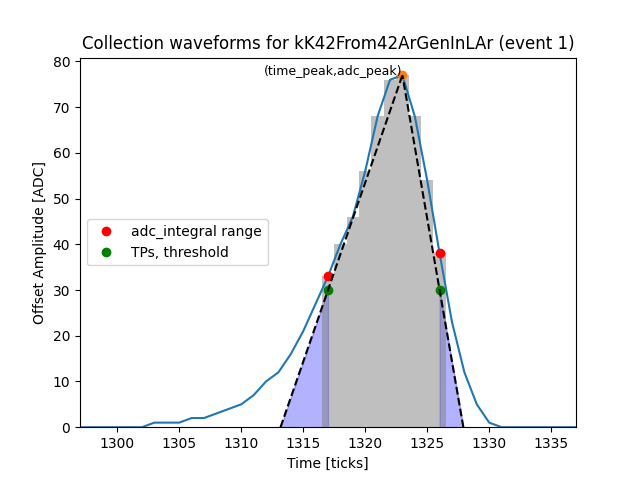 Collection waveforms for kK42From42ArGenInLAr (event 1)
(time_peak,adc_peak)
80
70
60
50
40
30
20
10
0
Offset Amplitude [ADC]
adc_integral range
TPs, threshold
1300 1305 1310 1315 1320 1325 1330 1335
Time [ticks]